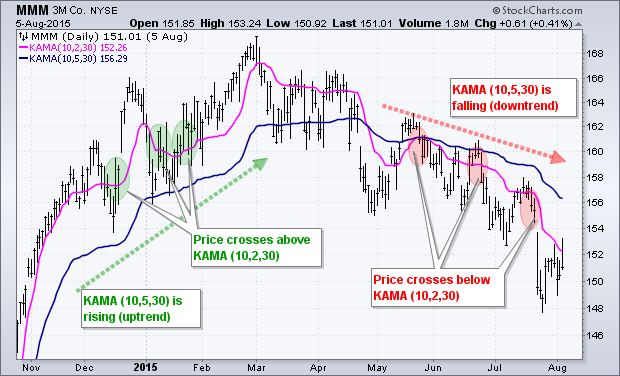 MMM 3M Co. NYSE
© StockCharts.com
5-Aug-2015
Open 151.85 High 153.24 Low 150.92 Last 151.01 Volume 1.8M Chg +0.61 (+0.41%)
MMM (Daily) 151.01 (5 Aug)
KAMA(10,2,30) 152.26
KAMA(10,5,30) 156.29
KAMA (10,5,30) is
falling (downtrend)
Price crosses above
KAMA (10,2,30)
Price crosses below
KAMA (10,2,30)
KAMA (10,5,30) is
rising (uptrend)
168
166
164
162
160
158
156
154
152
150
148
146
Nov Dec 2015 Feb Mar Apr May Jun Jul Aug